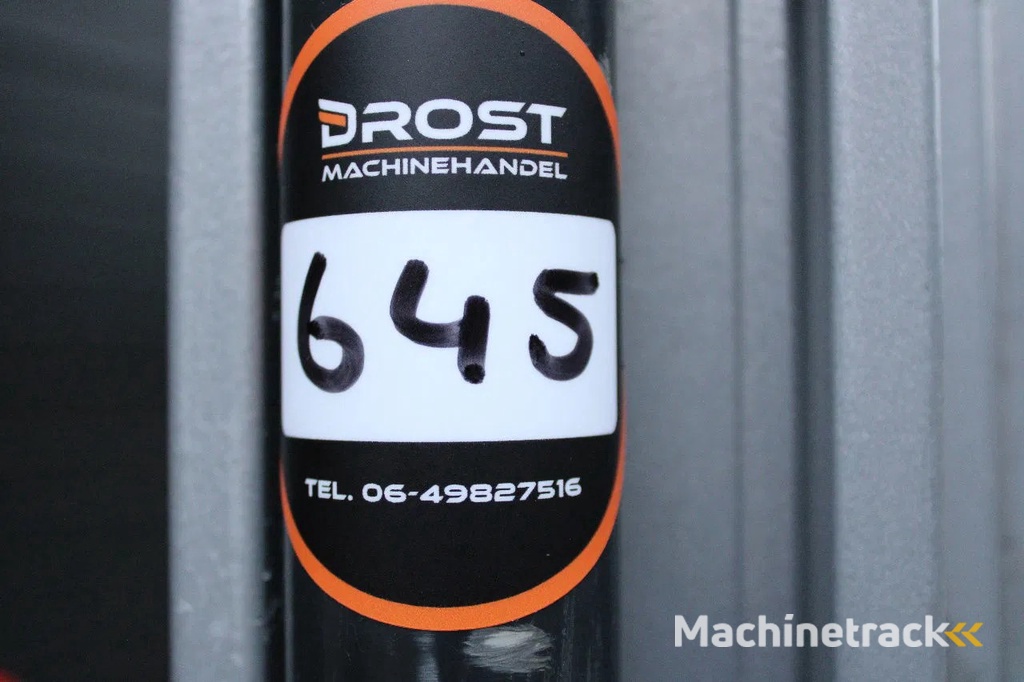 DROST
MACHINEHANDEL
645
TEL. 06-49827516
Machinetrack